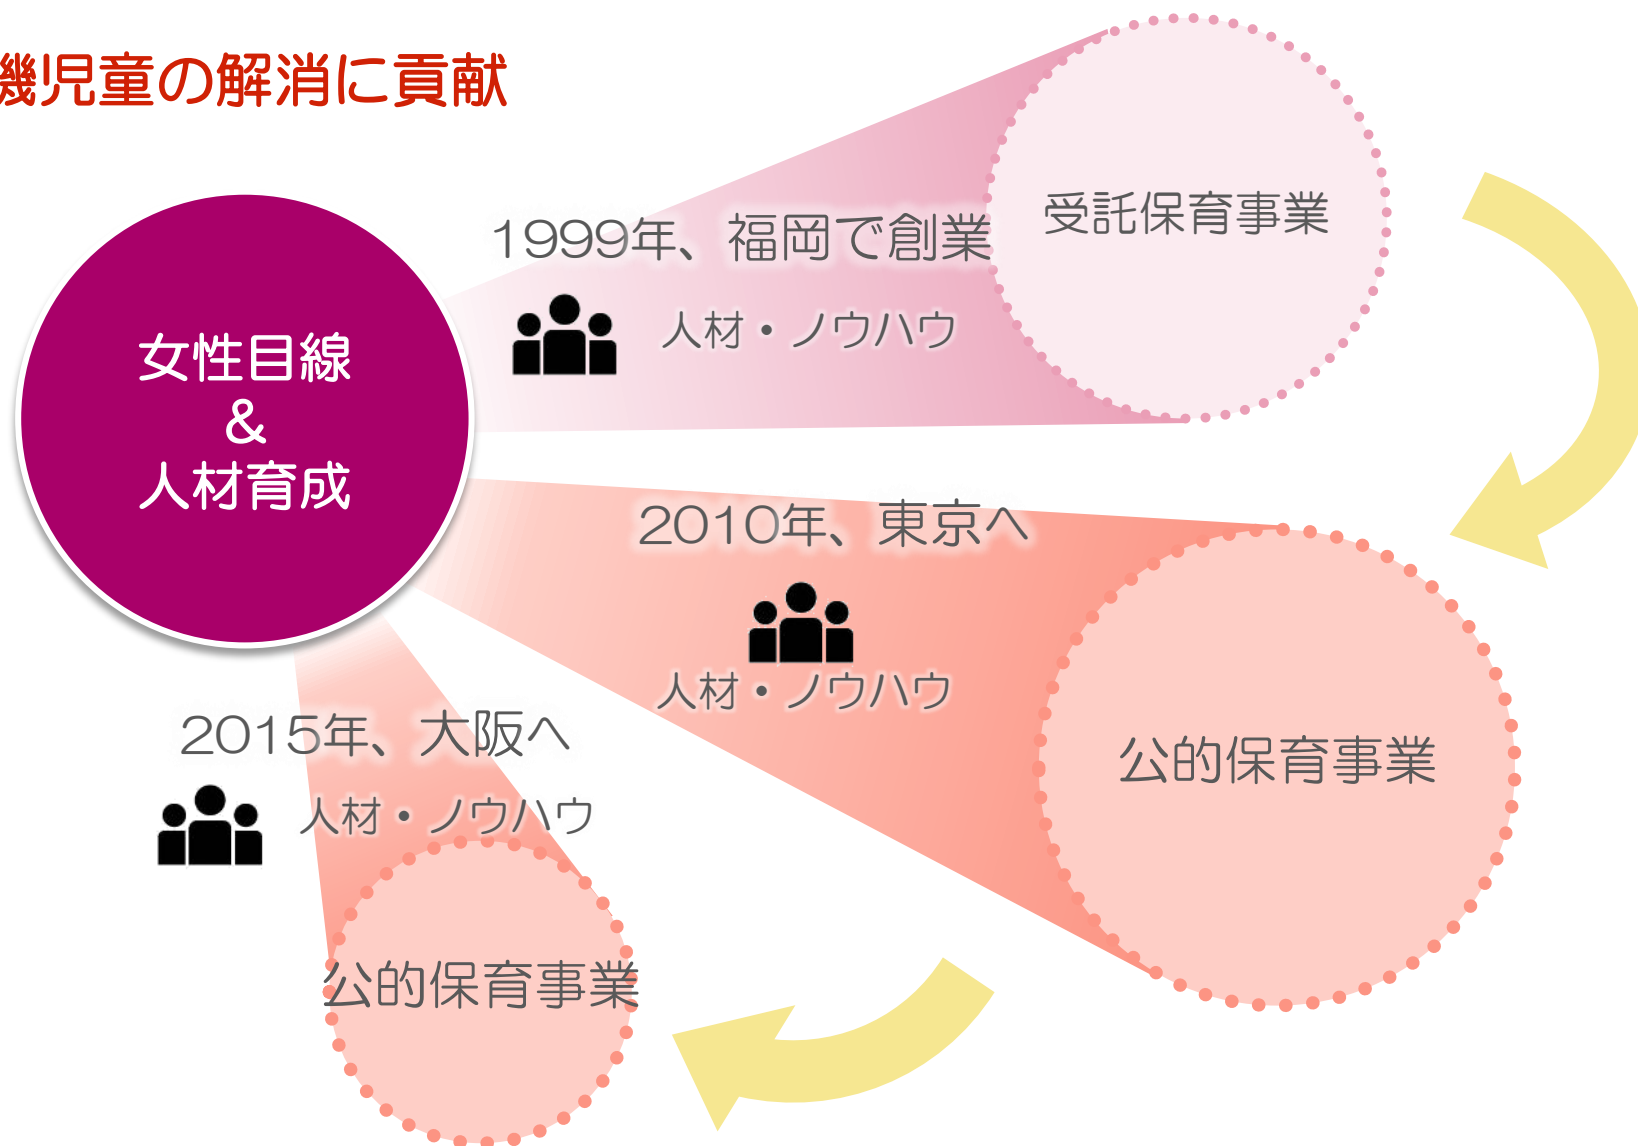 機児童の解消に貢献
受託保育事業
1999年、福岡で創業
人材・ノウハウ
女性目線
&
人材育成
2010年、東京へ
人材・ノウハウ
公的保育事業
2015年、大阪へ
人材・ノウハウ
公的保育事業